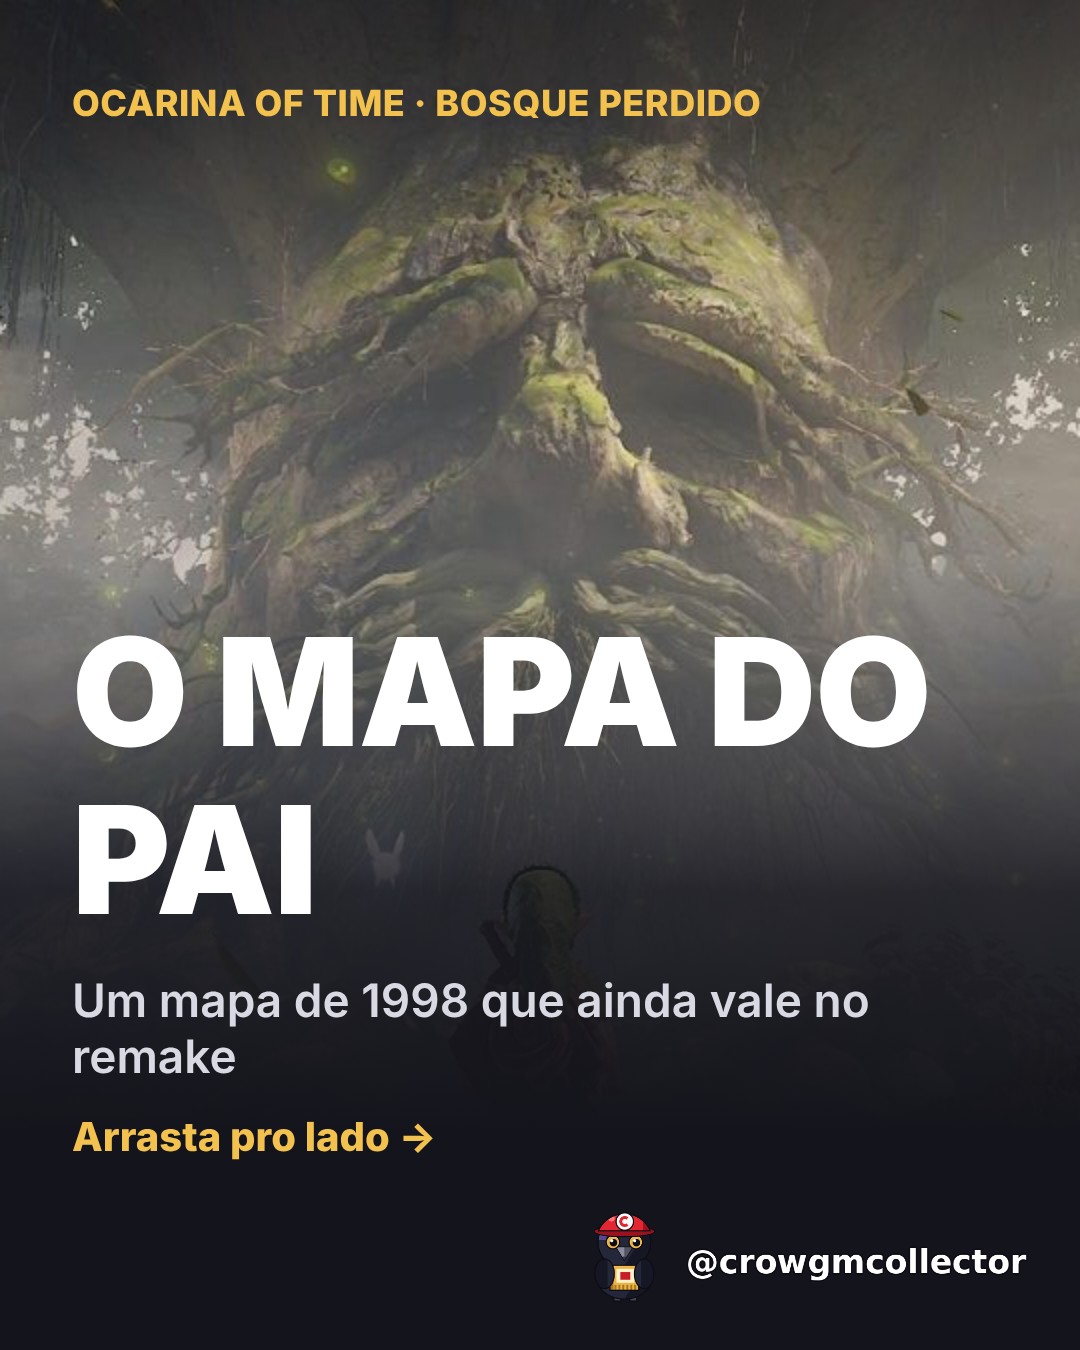 OCARINA OF TIME · BOSQUE PERDIDO
O MAPA DO
PAI
Um mapa de 1998 que ainda vale no
remake
Arrasta pro lado →
C
@crowgmcollector